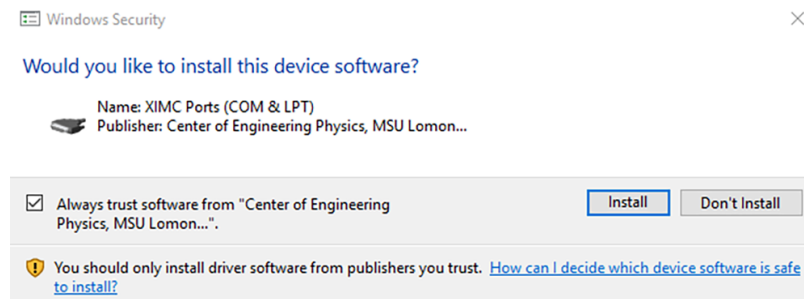 Windows Security
Would you like to install this device software?
Name: XIMC Ports (COM & LPT)
Publisher: Center of Engineering Physics, MSU Lomon...
Always trust software from "Center of Engineering
Physics, MSU Lomon...".
Install
Don't Install
You should only install driver software from publishers you trust. How can I decide which device software is safe
to install?